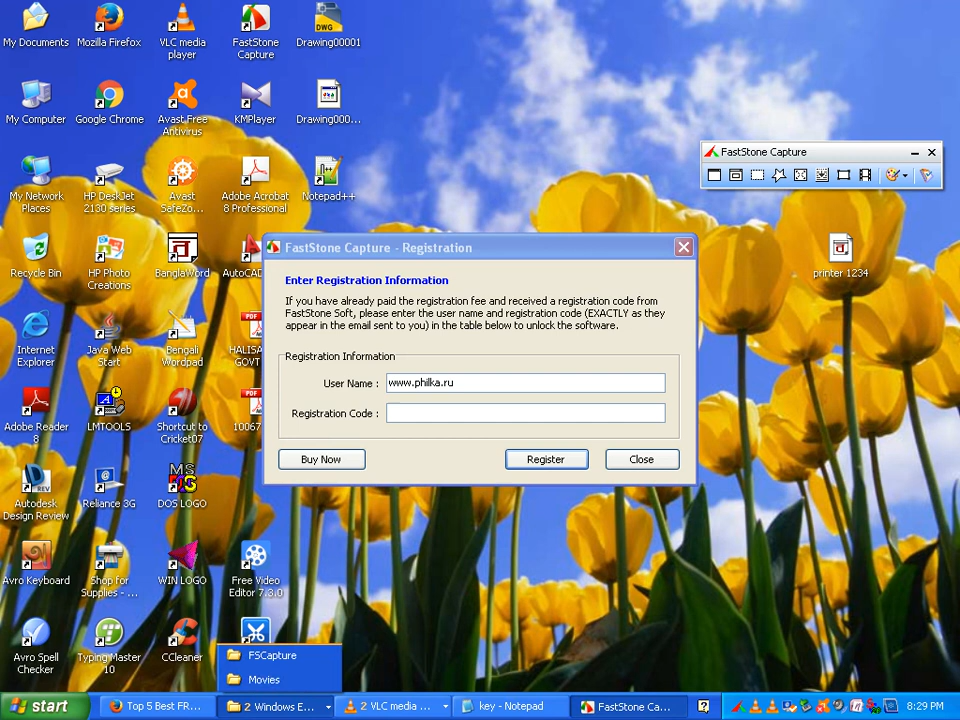 My Documents
Mozilla Firefox
VLC media
player
FastStone
Capture
DWG
Drawing00001
My Computer
Google Chrome
Avast Free
Antivirus
KMPlayer
Drawing000...
FastStone Capture
My Network
Places
HP DeskJet
2130 series
Avast
SafeZo...
Adobe Acrobat
8 Professional
Notepad++
Recycle Bin
HP Photo
Creations
BanglaWord
AutoCAD
printer 1234
FastStone Capture - Registration
Enter Registration Information
If you have already paid the registration fee and received a registration code from
FastStone Soft, please enter the user name and registration code (EXACTLY as they
appear in the email sent to you) in the table below to unlock the software.
Registration Information
User Name :
www.philka.ru
Registration Code :
Buy Now
Register
Close
Internet
Explorer
Java Web
Start
Bengali
Wordpad
PDF
HALISA
GOVT
Adobe Reader
8
LMTOOLS
Shortcut to
Cricket07
PDF
10067
REV
Autodesk
Design Review
Reliance 3G
MS
DOS LOGO
Avro Keyboard
Shop for
Supplies - ...
WIN LOGO
Free Video
Editor 7.3.0
Avro Spell
Checker
Typing Master
10
CCleaner
FSCapture
Movies
start
Top 5 Best FR...
2 Windows E...
2 VLC media ...
key - Notepad
FastStone Ca...
8:29 PM